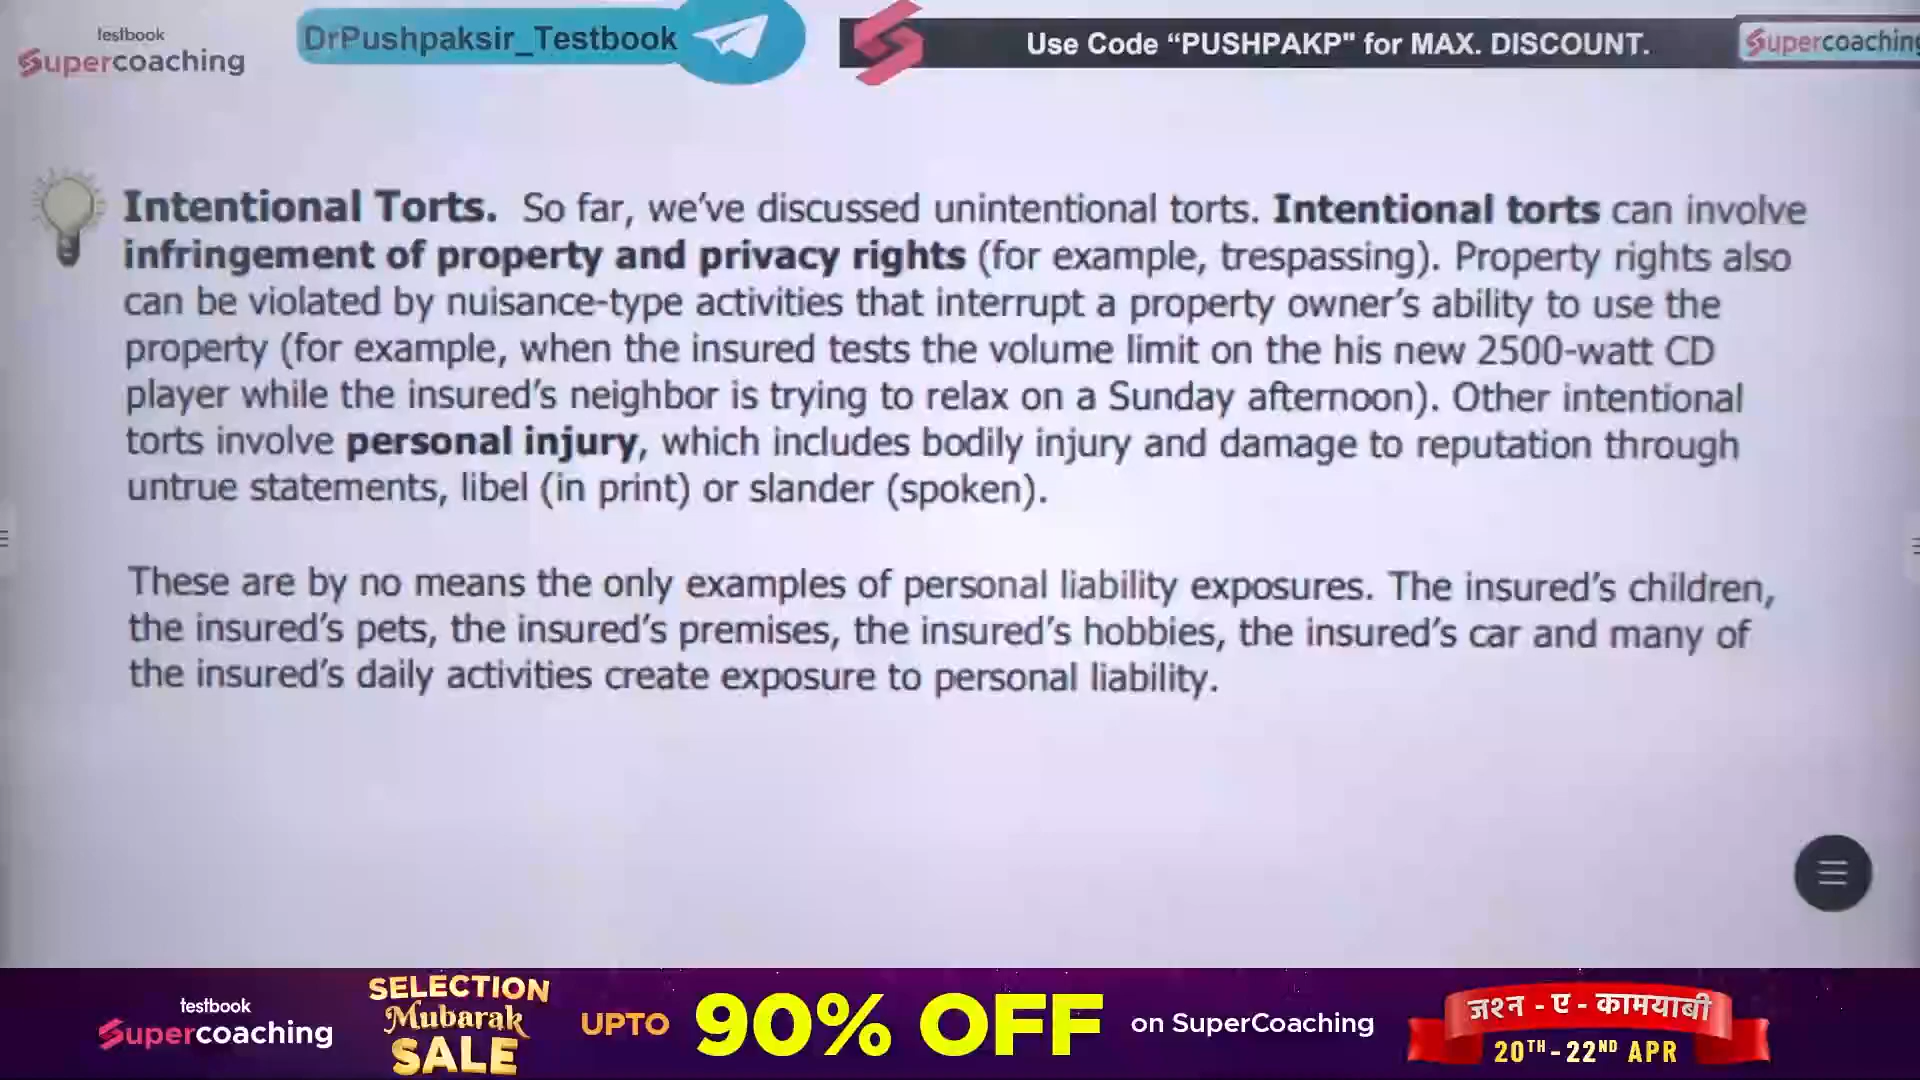 testbook
Supercoaching
DrPushpaksir_Testbook
Use Code “PUSHPAKP" for MAX. DISCOUNT.
Supercoaching
Intentional Torts. So far, we’ve discussed unintentional torts. Intentional torts can involve
infringement of property and privacy rights (for example, trespassing). Property rights also
can be violated by nuisance-type activities that interrupt a property owner’s ability to use the
property (for example, when the insured tests the volume limit on the his new 2500-watt CD
player while the insured’s neighbor is trying to relax on a Sunday afternoon). Other intentional
torts involve personal injury, which includes bodily injury and damage to reputation through
untrue statements, libel (in print) or slander (spoken).
These are by no means the only examples of personal liability exposures. The insured’s children,
the insured’s pets, the insured’s premises, the insured’s hobbies, the insured’s car and many of
the insured’s daily activities create exposure to personal liability.
testbook
Supercoaching
SELECTION
Mubarak
SALE
UPTO 90% OFF on SuperCoaching
जश्न - ए - कामयाबी
20TH - 22ND APR